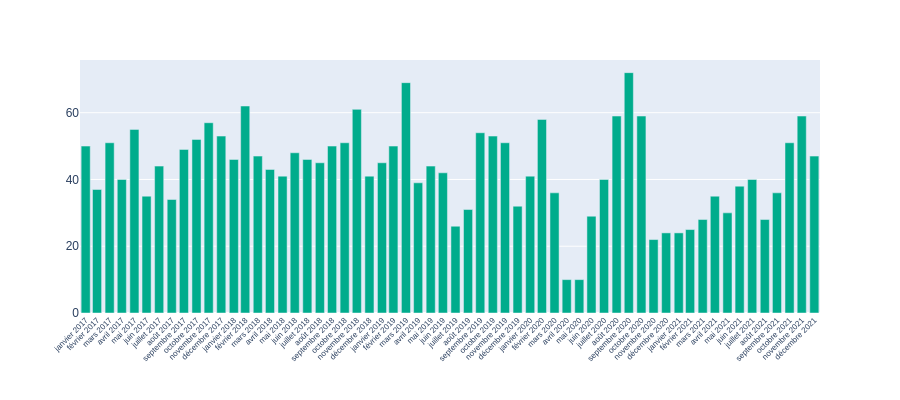 60
40
20
0
janvier 2017
février 2017
mars 2017
avril 2017
mai 2017
juin 2017
juillet 2017
août 2017
septembre 2017
octobre 2017
novembre 2017
décembre 2017
janvier 2018
février 2018
mars 2018
avril 2018
mai 2018
juin 2018
juillet 2018
août 2018
septembre 2018
octobre 2018
novembre 2018
décembre 2018
janvier 2019
février 2019
mars 2019
avril 2019
mai 2019
juin 2019
juillet 2019
août 2019
septembre 2019
octobre 2019
novembre 2019
décembre 2019
janvier 2020
février 2020
mars 2020
avril 2020
mai 2020
juin 2020
juillet 2020
août 2020
septembre 2020
octobre 2020
novembre 2020
décembre 2020
janvier 2021
février 2021
mars 2021
avril 2021
mai 2021
juin 2021
juillet 2021
août 2021
septembre 2021
octobre 2021
novembre 2021
décembre 2021